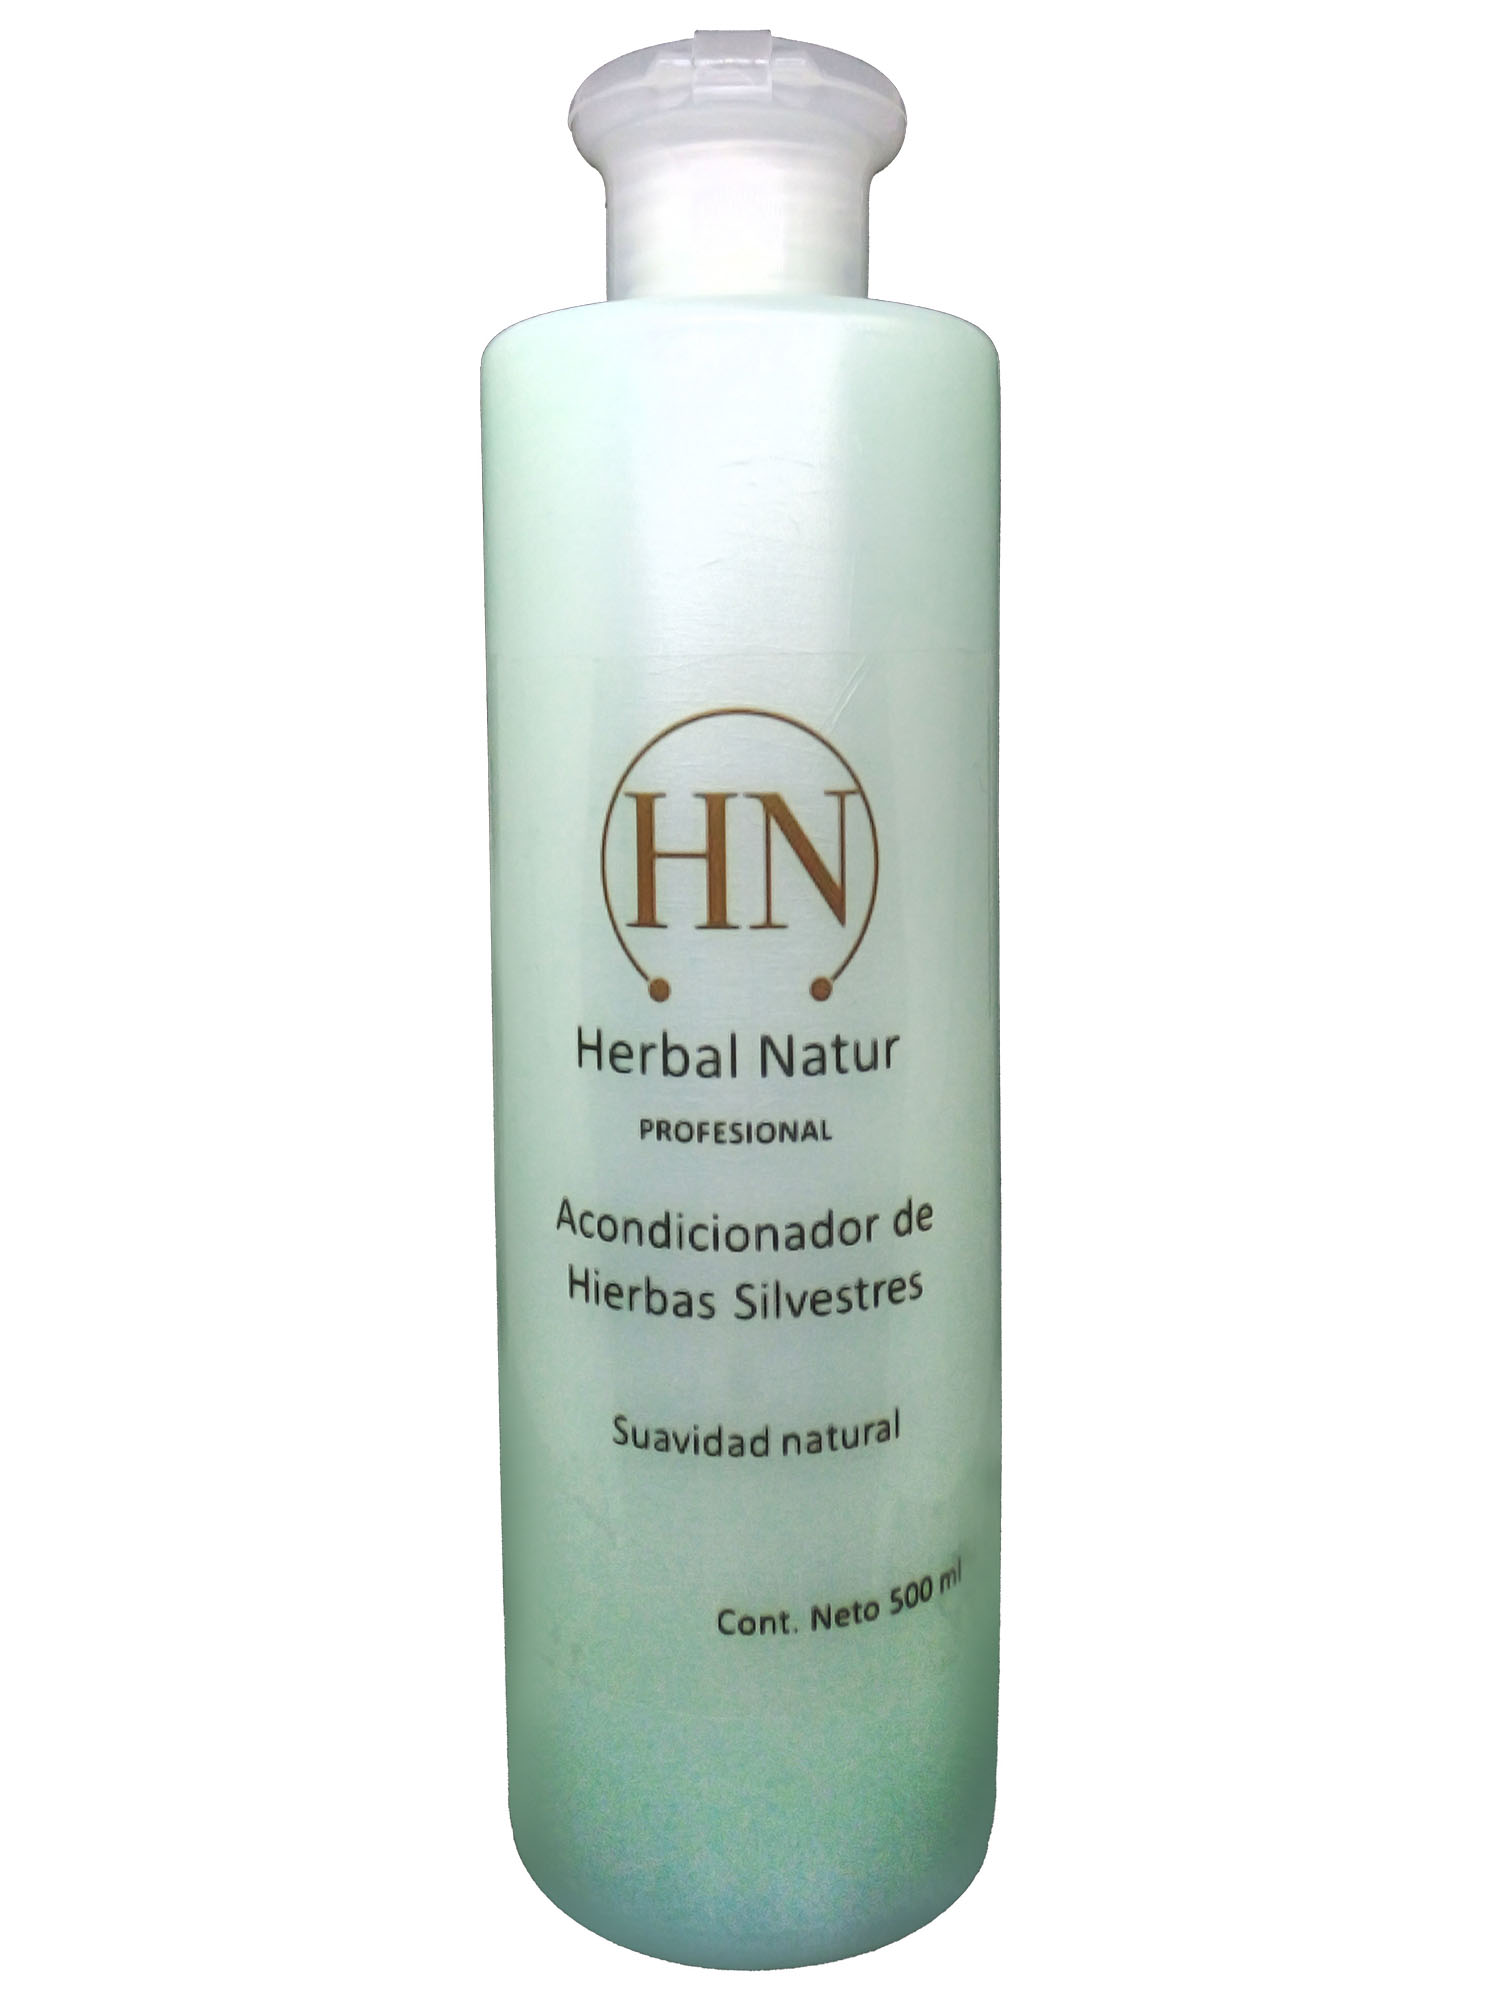 HN
Herbal Natur
PROFESIONAL
Acondicionador de
Hierbas Silvestres
Suavidad natural
Cont. Neto 500 ml